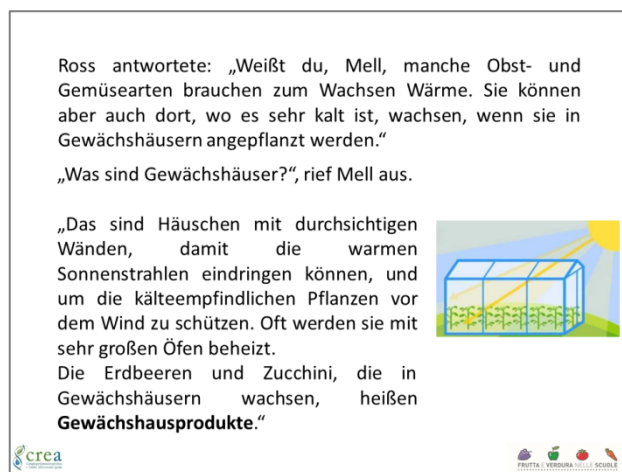 Ross antwortete: „Weißt du, Mell, manche Obst- und
Gemüsearten brauchen zum Wachsen Wärme. Sie können
aber auch dort, wo es sehr kalt ist, wachsen, wenn sie in
Gewächshäusern angepflanzt werden.“
„Was sind Gewächshäuser?“, rief Mell aus.
„Das sind Häuschen mit durchsichtigen
Wänden, damit die warmen
Sonnenstrahlen eindringen können, und
um die kälteempfindlichen Pflanzen vor
dem Wind zu schützen. Oft werden sie mit
sehr großen Öfen beheizt.
Die Erdbeeren und Zucchini, die in
Gewächshäusern wachsen, heißen
Gewächshausprodukte.“
crea
FRUTTA E VERDURA NELLE SCUOLE